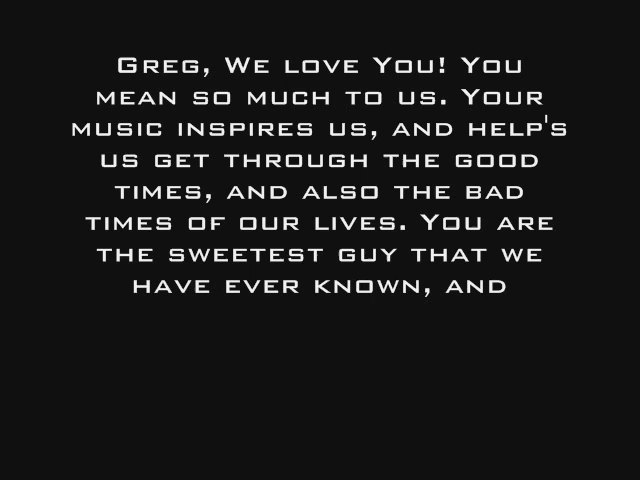 Greg, We love You! You
mean so much to us. Your
music inspires us, and help's
us get through the good
times, and also the bad
times of our lives. You are
the sweetest guy that we
have ever known, and